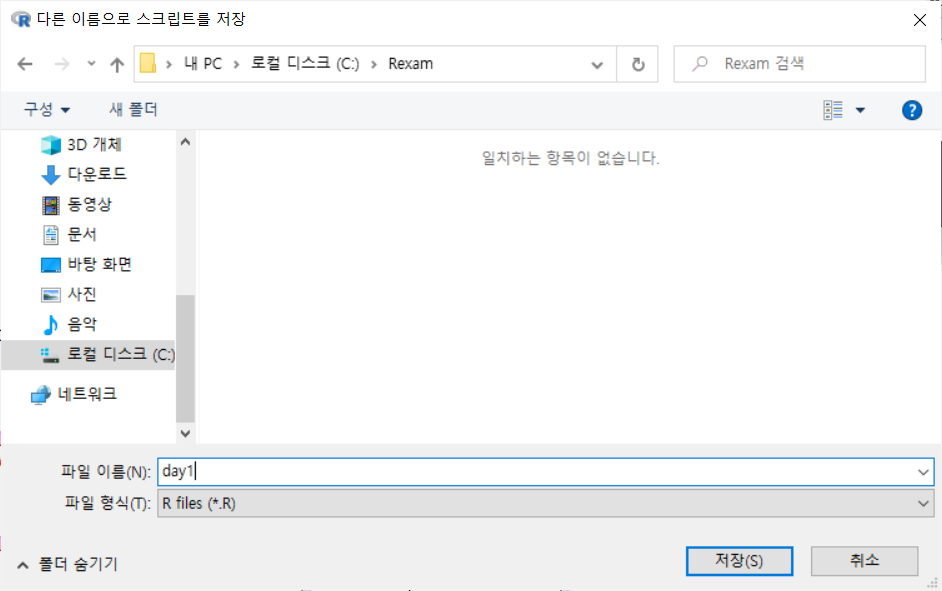 다른 이름으로 스크립트를 저장
내 PC > 로컬 디스크 (C:) > Rexam
Rexam 검색
구성
새 폴더
3D 개체
다운로드
동영상
문서
바탕 화면
사진
음악
로컬 디스크 (C:)
네트워크
일치하는 항목이 없습니다.
파일 이름(N): day1
파일 형식(T): R files (*.R)
폴더 숨기기
저장(S)
취소